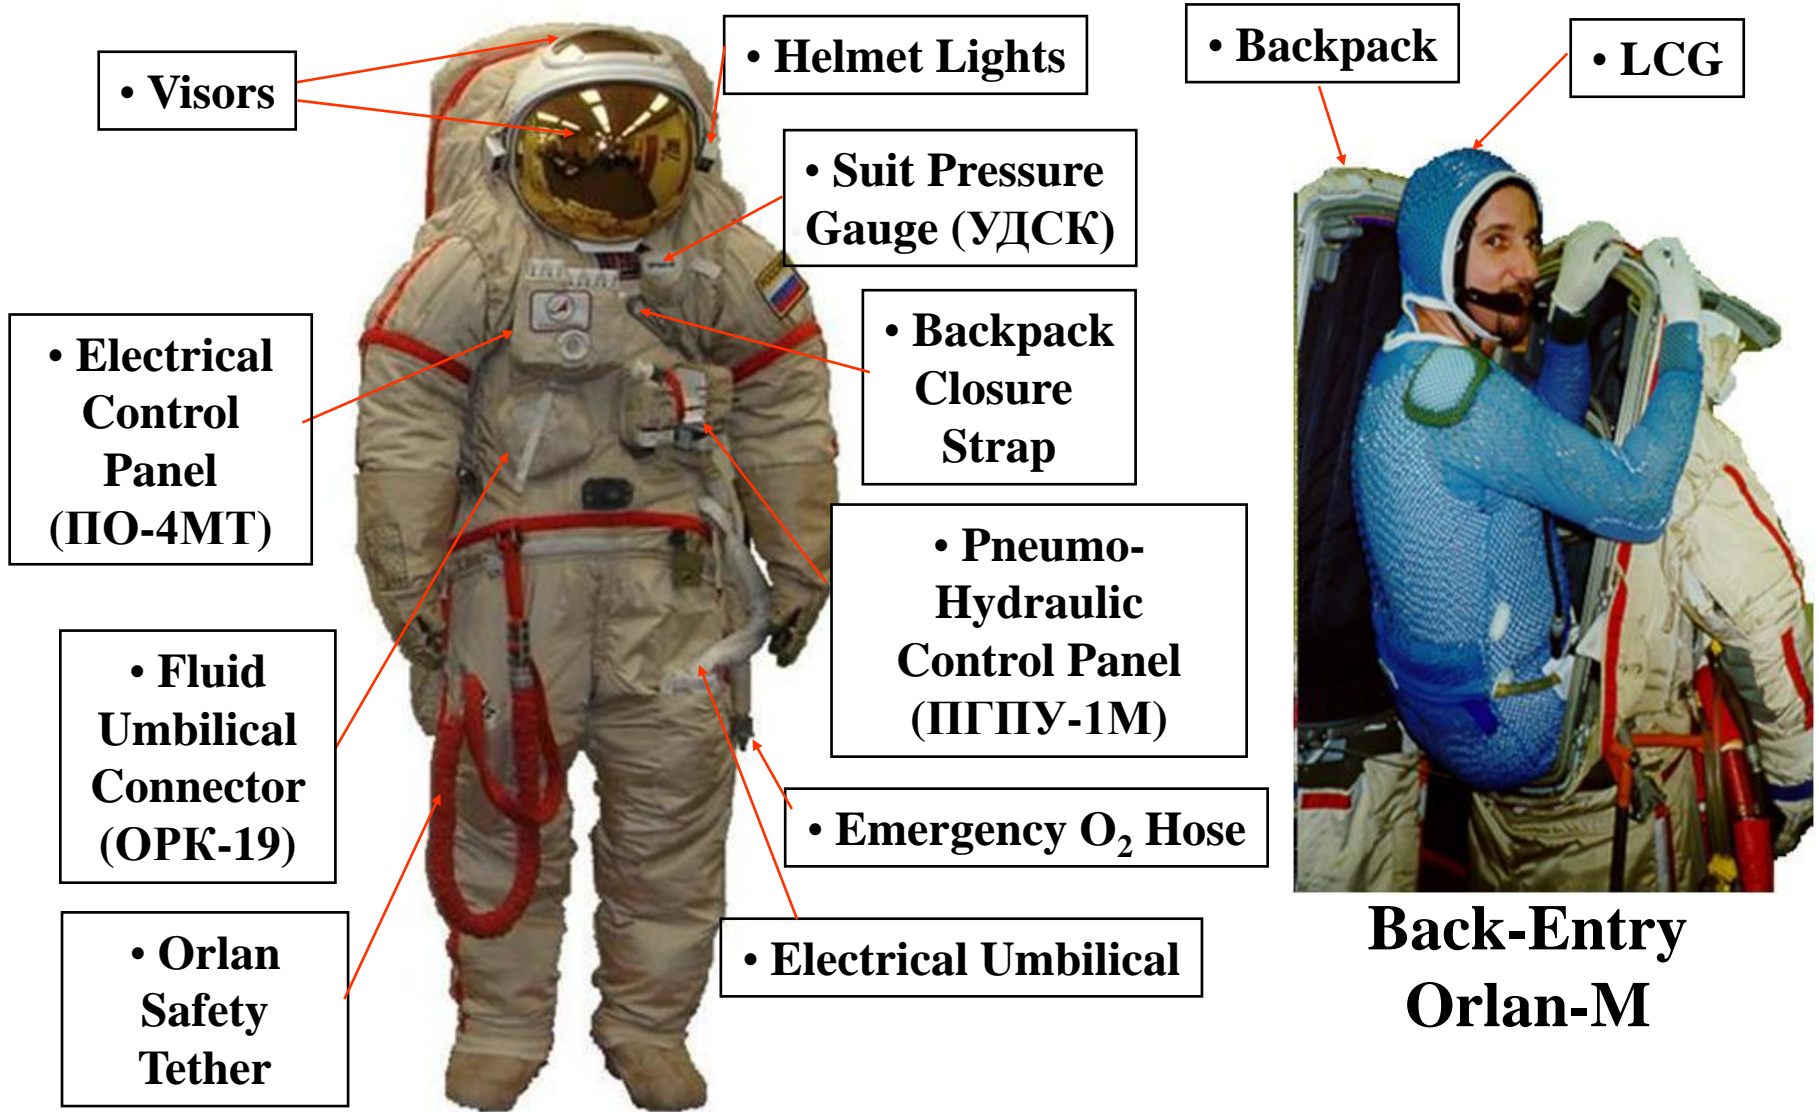 • Visors
• Helmet Lights
• Suit Pressure
Gauge (УДСК)
• Electrical
Control
Panel
(ПО-4МТ)
• Backpack
Closure
Strap
• Pneumo-
Hydraulic
Control Panel
(ПГПУ-1М)
• Fluid
Umbilical
Connector
(ОРК-19)
• Emergency O₂ Hose
• Orlan
Safety
Tether
• Electrical Umbilical
• Backpack
• LCG
Back-Entry
Orlan-M